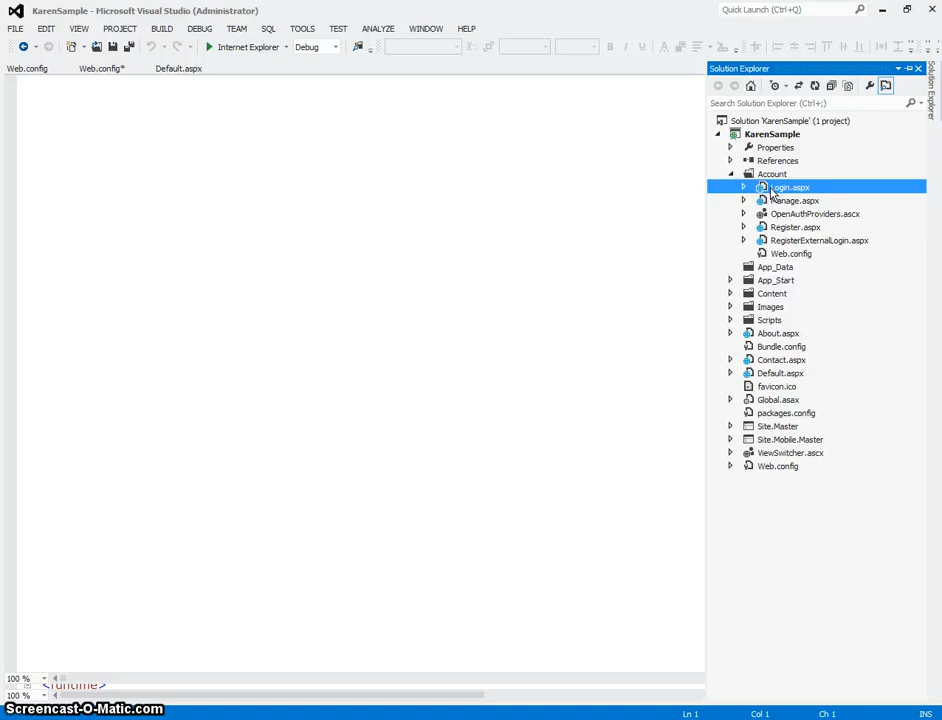 KarenSample - Microsoft Visual Studio (Administrator)
Quick Launch (Ctrl+Q)
FILE EDIT VIEW PROJECT BUILD DEBUG TEAM SQL TOOLS TEST ANALYZE WINDOW HELP
Internet Explorer Debug
Web.config Web.config* Default.aspx
Solution Explorer
Solution Explorer
Search Solution Explorer (Ctrl+;)
Solution 'KarenSample' (1 project)
KarenSample
Properties
References
Account
Login.aspx
Manage.aspx
OpenAuthProviders.ascx
Register.aspx
RegisterExternalLogin.aspx
Web.config
App_Data
App_Start
Content
Images
Scripts
About.aspx
Bundle.config
Contact.aspx
Default.aspx
favicon.ico
Global.asax
packages.config
Site.Master
Site.Mobile.Master
ViewSwitcher.ascx
Web.config
100 %
<runtime>
100 %
Screencast-O-Matic.com
Ln 1 Col 1 Ch 1 INS